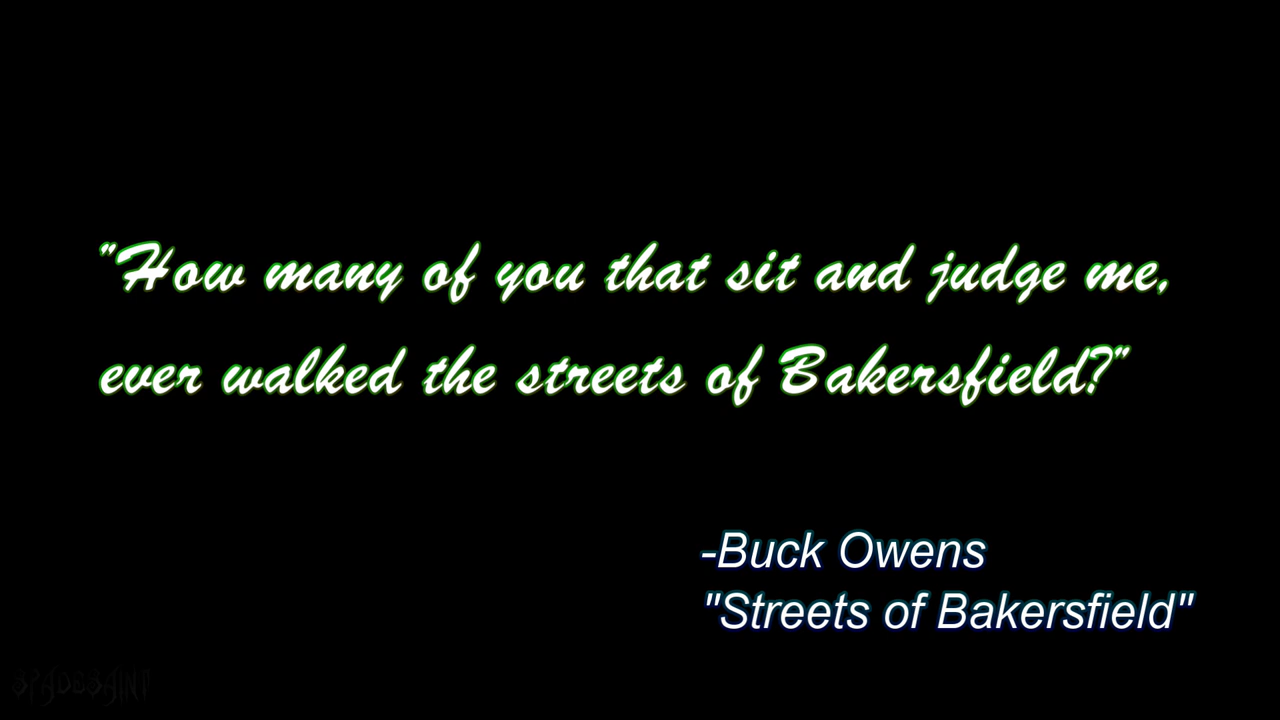 "How many of you that sit and judge me,
ever walked the streets of Bakersfield?"
-Buck Owens
"Streets of Bakersfield"
SPADESAINT